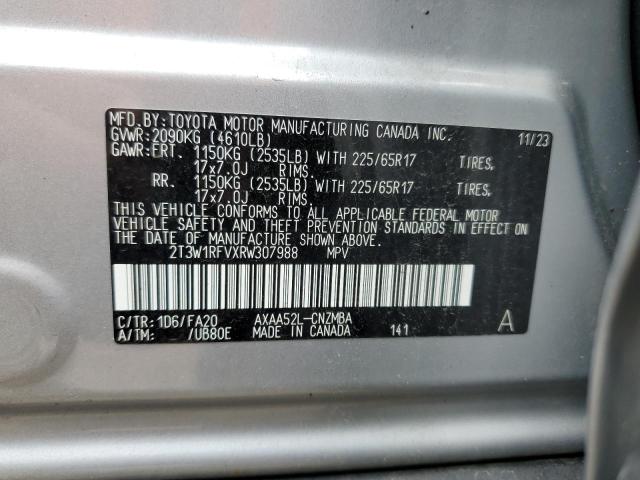 MFD. BY: TOYOTA MOTOR MANUFACTURING CANADA INC. 11/23
GVWR: 2090KG (4610LB)
GAWR: FRT. 1150KG (2535LB) WITH 225/65R17 TIRES,
17x7.0J RIMS.
RR. 1150KG (2535LB) WITH 225/65R17 TIRES,
17x7.0J RIMS.
THIS VEHICLE CONFORMS TO ALL APPLICABLE FEDERAL MOTOR
VEHICLE SAFETY AND THEFT PREVENTION STANDARDS IN EFFECT
ON THE DATE OF MANUFACTURE SHOWN ABOVE.
2T3W1RFVXRW307988 MPV
C/TR: 1D6/FA20 AXAA52L-CNZMBA
A/TM: /UB80E MADE IN CANADA 141 A